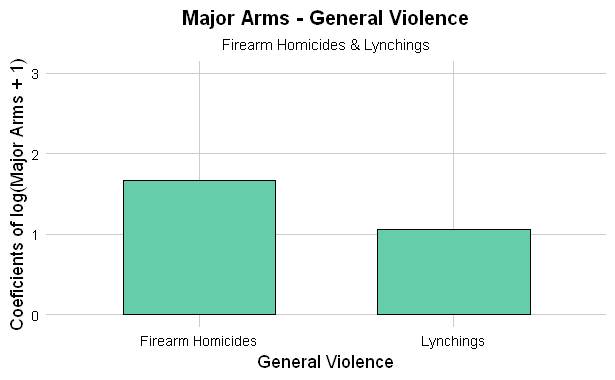 Major Arms - General Violence
Firearm Homicides & Lynchings
Coeficients of log(Major Arms + 1)
3
2
1
0
Firearm Homicides
Lynchings
General Violence